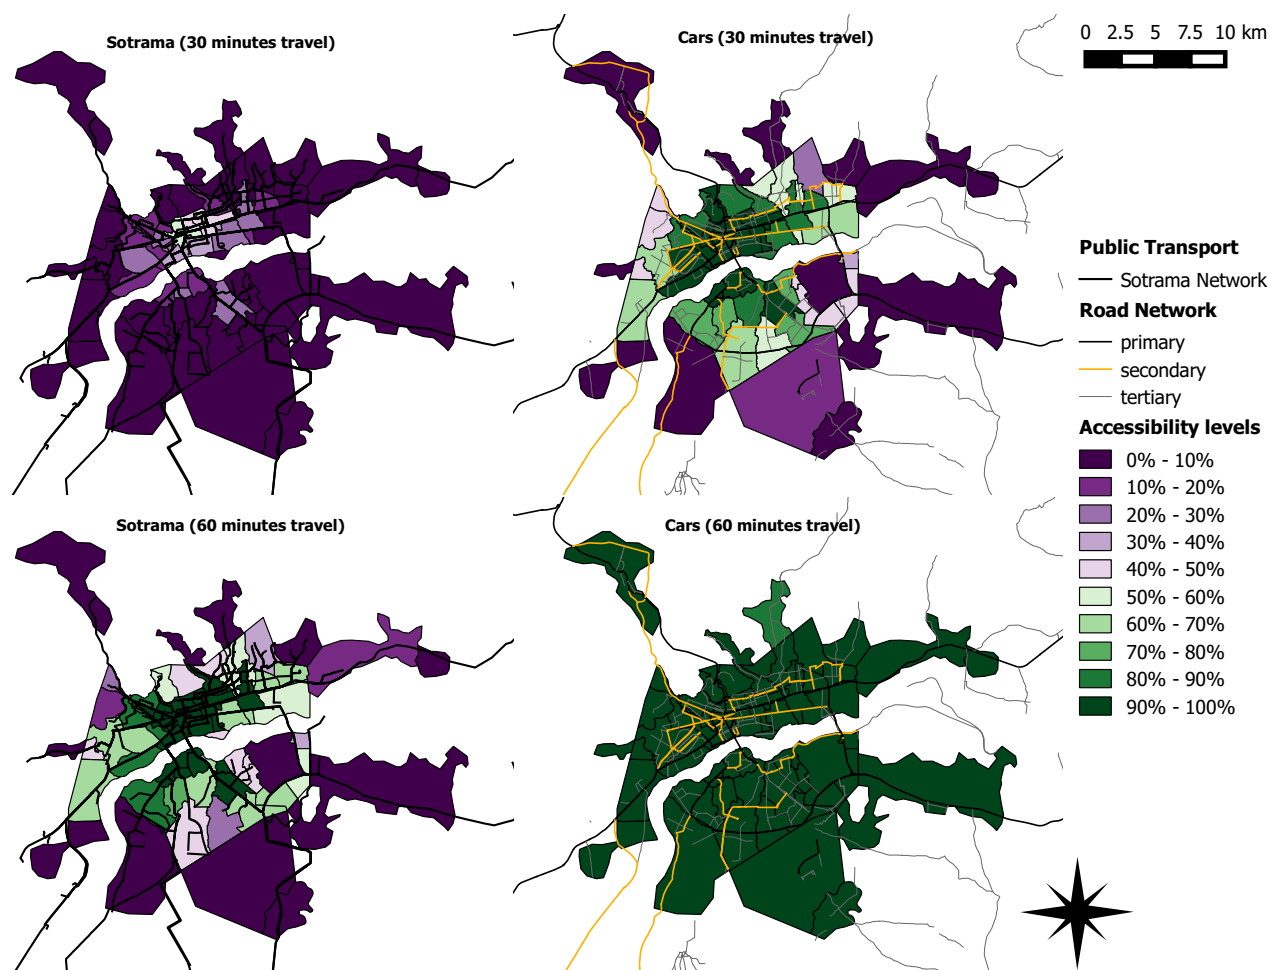 Sotrama (30 minutes travel)
Cars (30 minutes travel)
0 2.5 5 7.5 10 km
Public Transport
Sotrama Network
Road Network
primary
secondary
tertiary
Accessibility levels
0% - 10%
10% - 20%
20% - 30%
30% - 40%
40% - 50%
50% - 60%
60% - 70%
70% - 80%
80% - 90%
90% - 100%
Sotrama (60 minutes travel)
Cars (60 minutes travel)